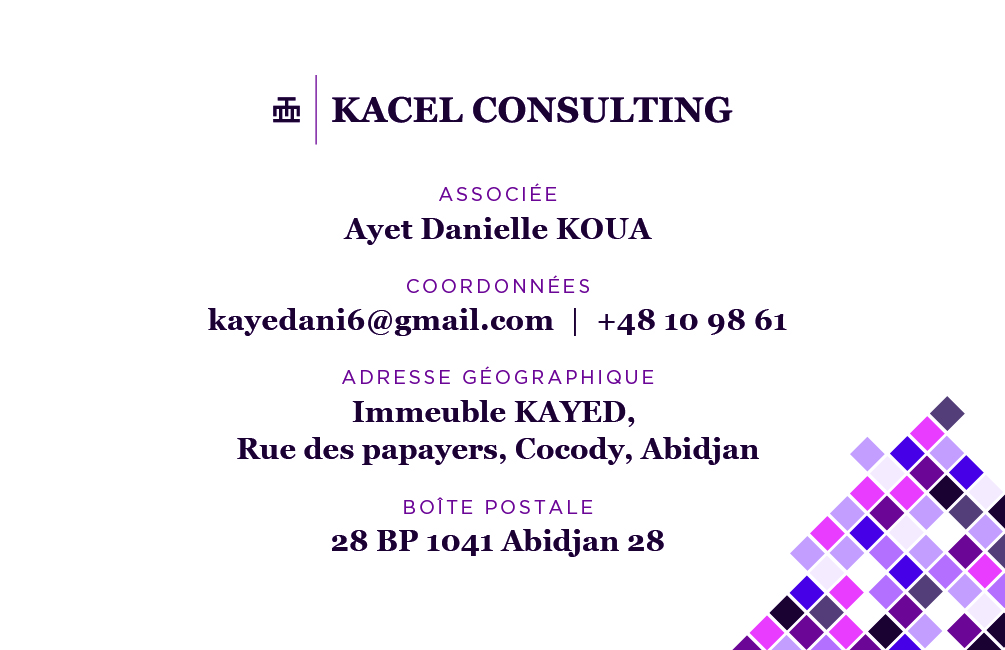 KACEL CONSULTING
ASSOCIÉE
Ayet Danielle KOUA
COORDONNÉES
kayedani6@gmail.com | +48 10 98 61
ADRESSE GÉOGRAPHIQUE
Immeuble KAYED,
Rue des papayers, Cocody, Abidjan
BOÎTE POSTALE
28 BP 1041 Abidjan 28